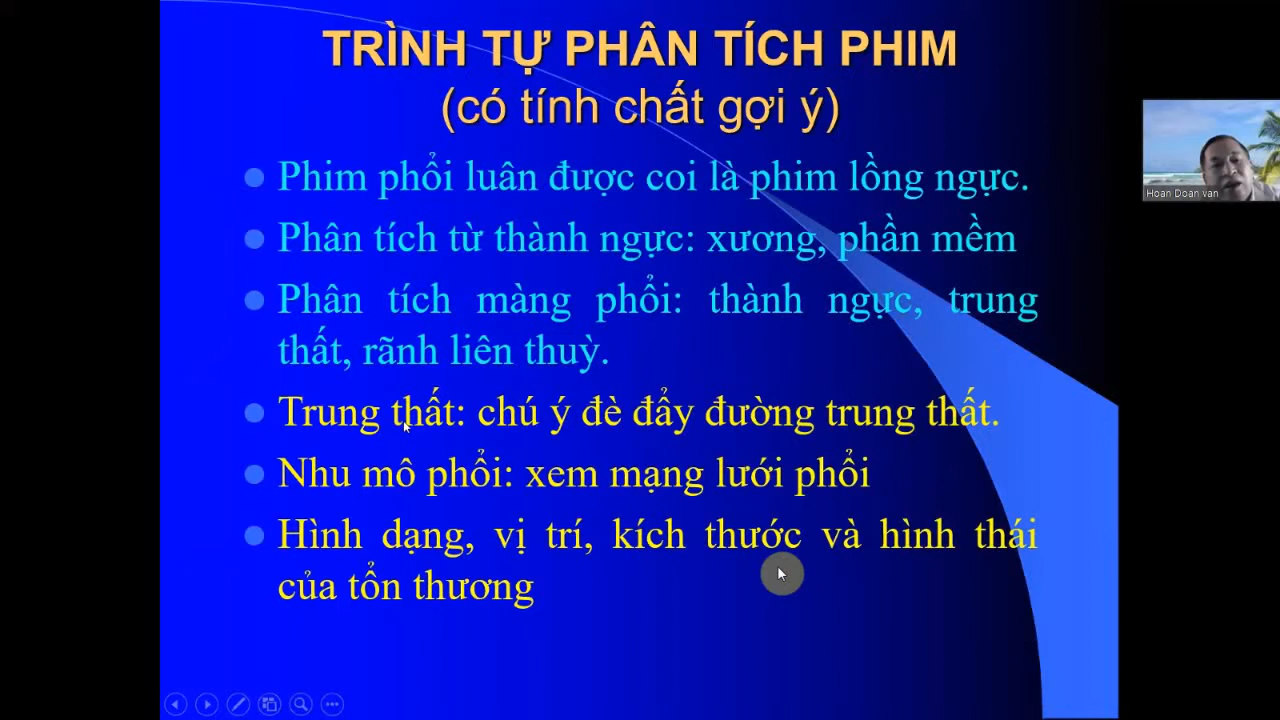 TRÌNH TỰ PHÂN TÍCH PHIM
(có tính chất gợi ý)
Phim phổi luân được coi là phim lồng ngực.
Phân tích từ thành ngực: xương, phần mềm
Phân tích màng phổi: thành ngực, trung
thất, rãnh liên thuỳ.
Trung thất: chú ý đè đẩy đường trung thất.
Nhu mô phổi: xem mạng lưới phổi
Hình dạng, vị trí, kích thước và hình thái
của tổn thương
Hoan Doan van